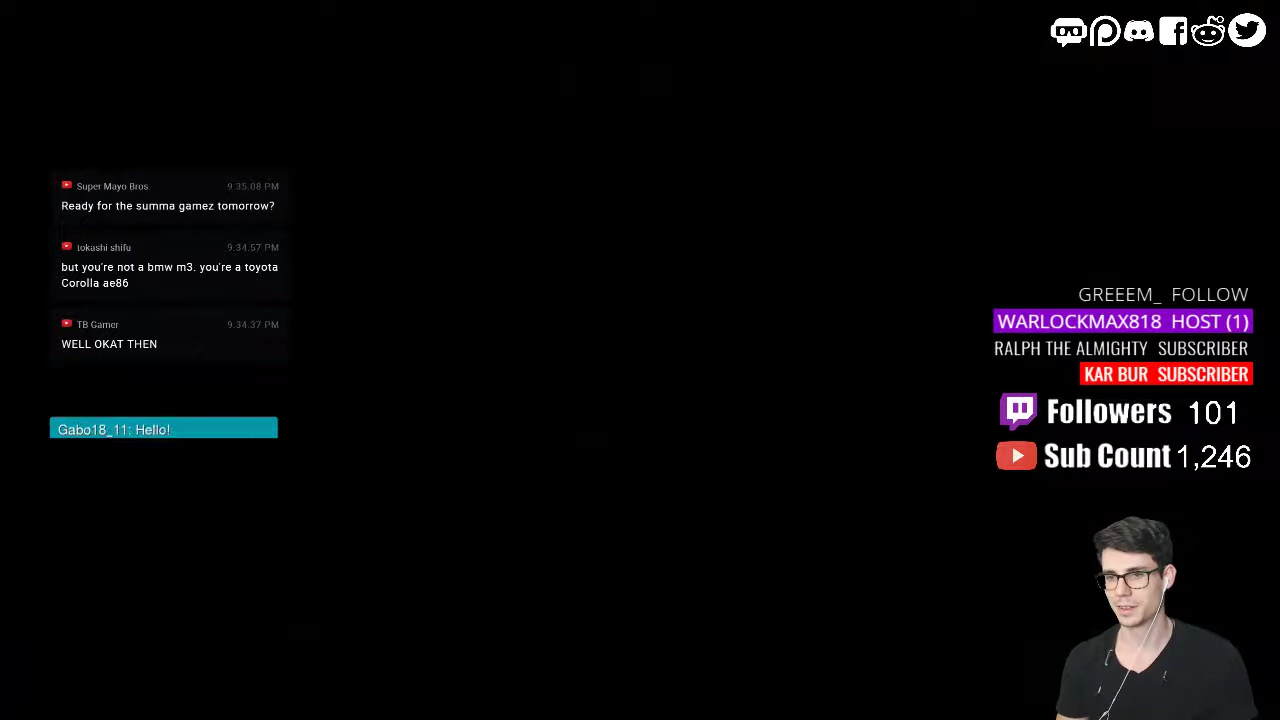 Super Mayo Bros. 9.35.08 PM
Ready for the summa gamez tomorrow?
tokashi shifu 9.34.57 PM
but you're not a bmw m3. you're a toyota
Corolla ae86
TB Gamer 9.34.37 PM
WELL OKAT THEN
Gabo18_11: Hello!
GREEEM_ FOLLOW
WARLOCKMAX818 HOST (1)
RALPH THE ALMIGHTY SUBSCRIBER
KAR BUR SUBSCRIBER
Followers 101
Sub Count 1,246